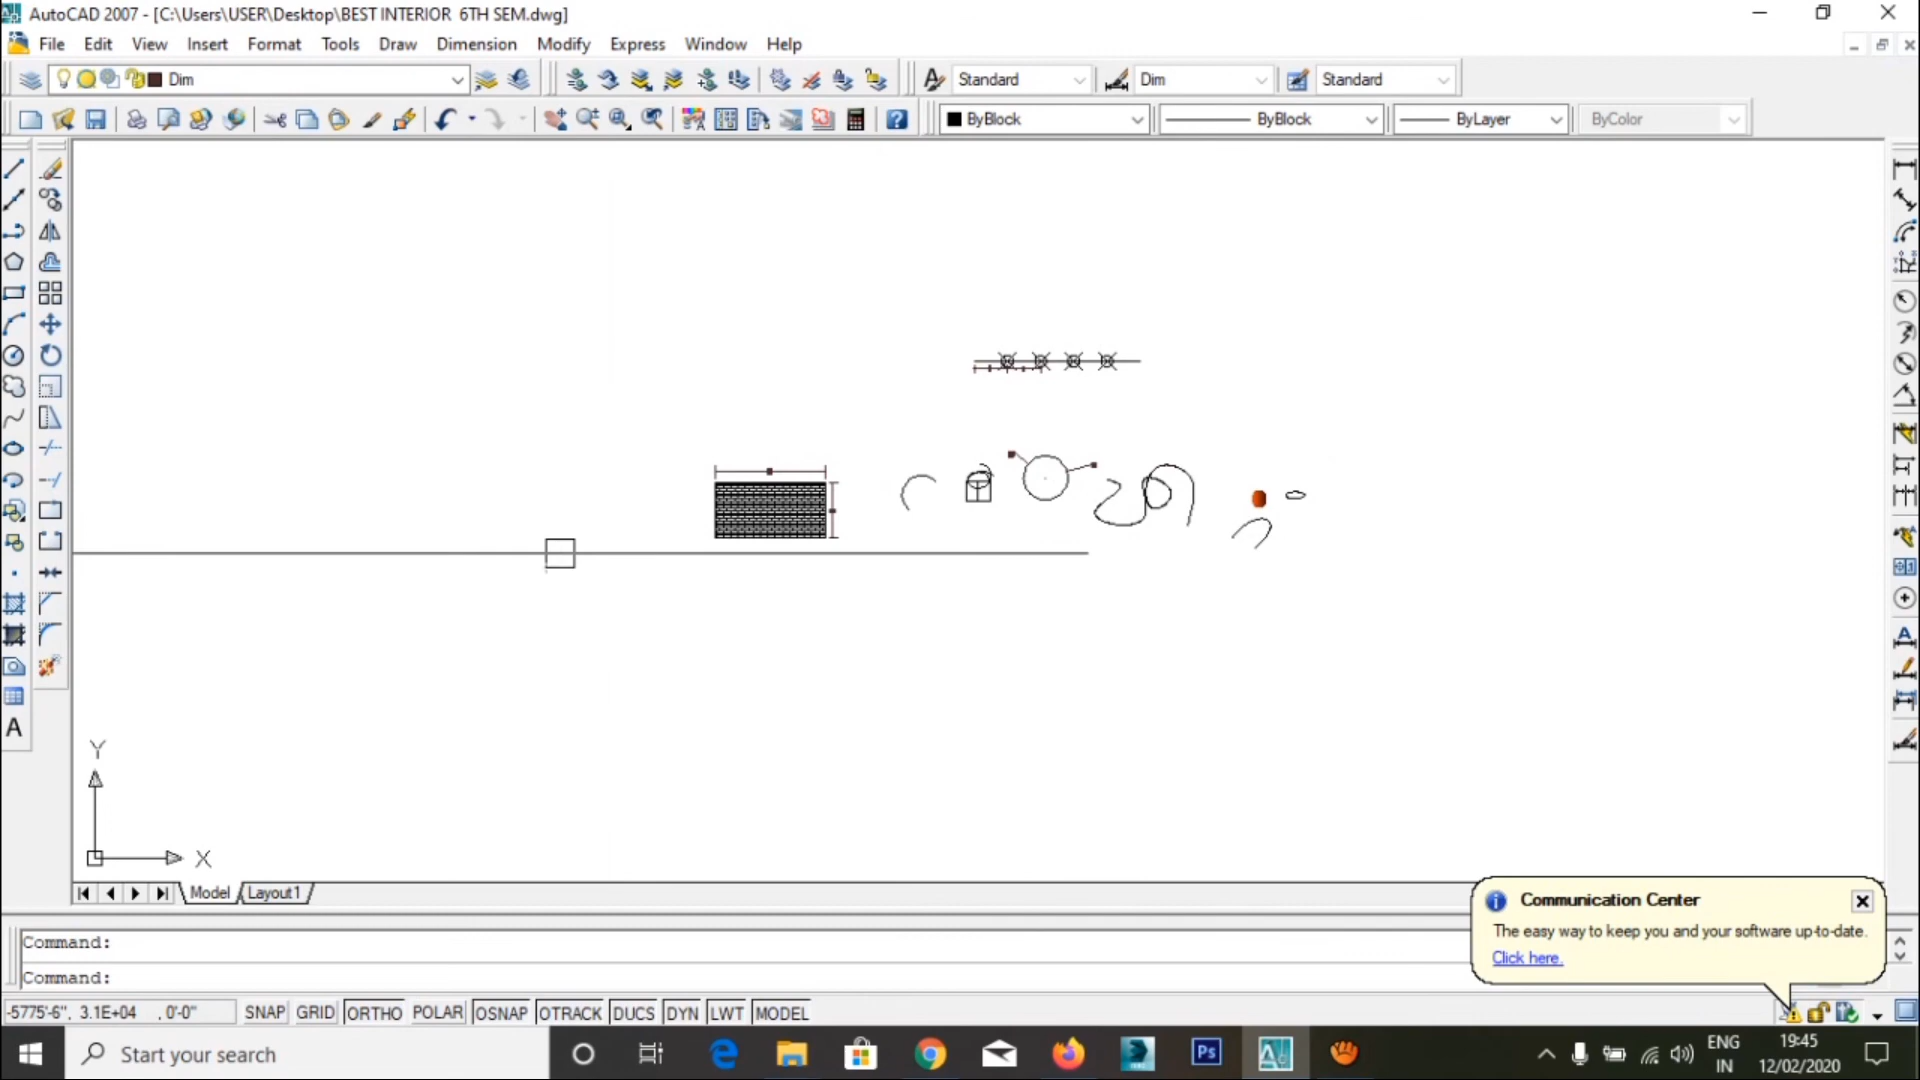 AutoCAD 2007 - [C:\Users\USER\Desktop\BEST INTERIOR  6TH SEM.dwg]
File Edit View Insert Format Tools Draw Dimension Modify Express Window Help
Dim Standard Dim Standard
ByBlock ByBlock ByLayer ByColor
A
Y
X
Model Layout1
Communication Center
The easy way to keep you and your software up-to-date.
Click here.
Command:
Command:
-5775'-6", 3.1E+04 , 0'-0" SNAP GRID ORTHO POLAR OSNAP OTRACK DUCS DYN LWT MODEL
Start your search
Ps
ENG
IN
19:45
12/02/2020